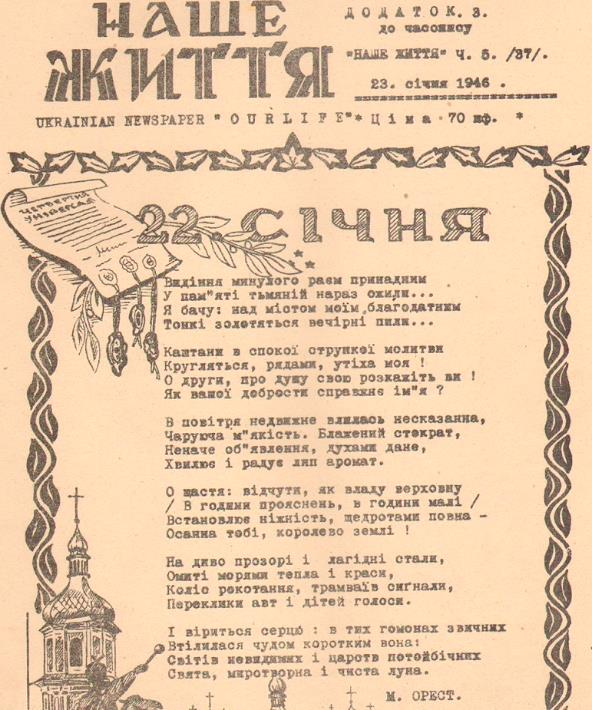 НАШЕ
ЖИТТЯ
ДОДАТОК. 3.
до часопису
"НАШЕ ЖИТТЯ" Ч. 5. /37/.
23. січня 1946 .
UKRAINIAN NEWSPAPER " OUR LIFE " * Ціна 70 пф. *
ЧЕТВЕРТИЙ
УНІВЕРСАЛ
22. СІЧНЯ
Видіння минулого раєм принадним
У пам"яті тьмяній нараз ожили...
Я бачу: над містом моїм,благодатним
Тонкі золотяться вечірні пили...
Каштани в спокої стрункої молитви
Кругляться, рядами, утіха моя !
О други, про душу свою розкажіть ви !
Як вашої добрости справжнє ім"я ?
В повітря недвижне влилась несказанна,
Чаруюча м"якість. Блажений стократ,
Неначе об"явлення, духами дане,
Хвилює і радує лип аромат.
О щастя: відчути, як владу верховну
/ В години прояснень, в години малі /
Встановлює ніжність, щедротами повна -
Осанна тобі, королево землі !
На диво прозорі і лагідні стали,
Омиті морями тепла і краси,
Коліс рокотання, трамваїв сиґнали,
Переклики авт і дітей голоси.
І віриться серцю : в тих гомонах звичних
Втілилася чудом коротким вона:
Світів невидимих і царств потойбічних
Свята, миротворна і чиста луна.
М. ОРЕСТ.